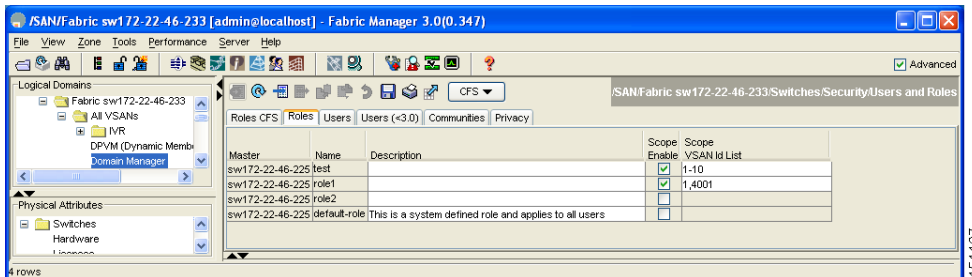 /SAN/Fabric sw172-22-46-233 [admin@localhost] - Fabric Manager 3.0(0.347)
File View Zone Tools Performance Server Help
Advanced
Logical Domains
Fabric sw172-22-46-233
All VSANs
IVR
DPVM (Dynamic Memb
Domain Manager
Physical Attributes
Switches
Hardware
CFS
/SAN/Fabric sw172-22-46-233/Switches/Security/Users and Roles
Roles CFS Roles Users Users (<3.0) Communities Privacy
Scope Scope
Master Name Description Enable VSAN Id List
sw172-22-46-225 test 1-10
sw172-22-46-225 role1 1,4001
sw172-22-46-225 role2
sw172-22-46-225 default-role This is a system defined role and applies to all users
4 rows